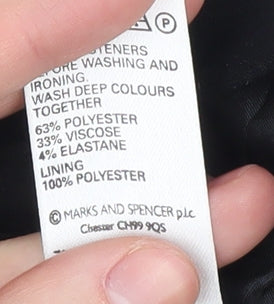 P
BEFORE WASHING AND
IRONING.
WASH DEEP COLOURS
TOGETHER
63% POLYESTER
33% VISCOSE
4% ELASTANE
LINING
100% POLYESTER
© MARKS AND SPENCER p.l.c
Chester CH99 9QS